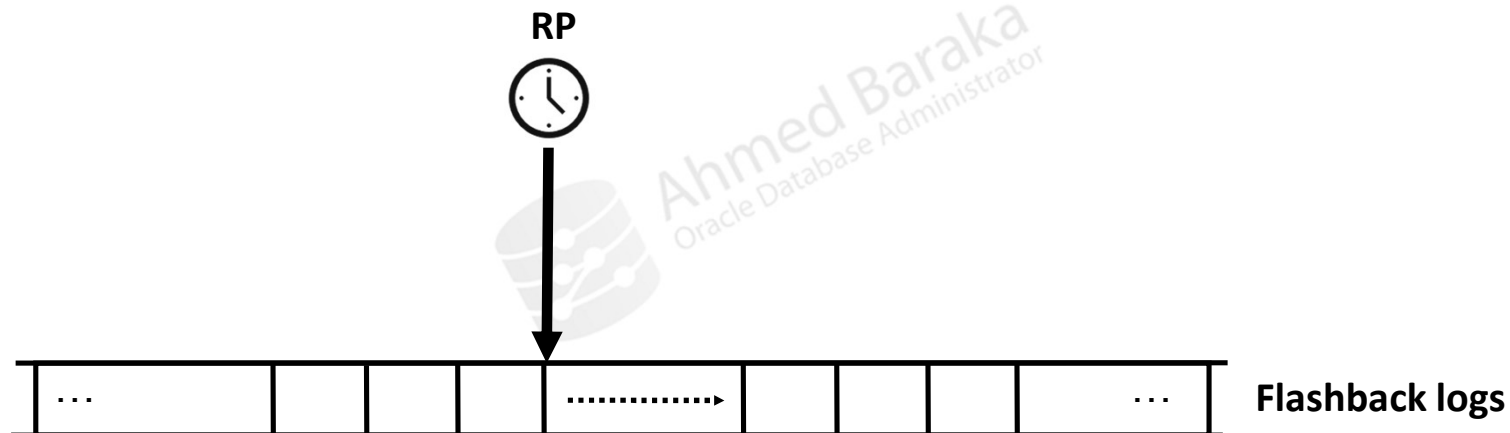 RP
Ahmed Baraka
Oracle Database Administrator
... ...
Flashback logs